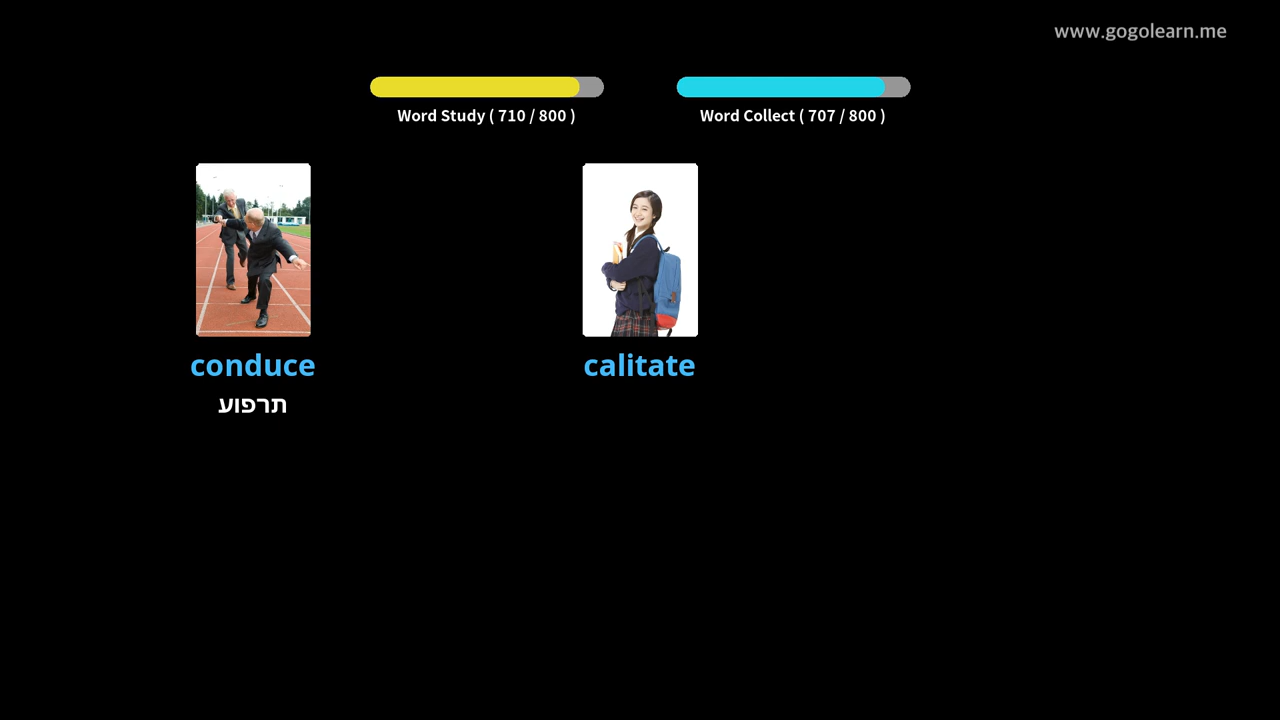 www.gogolearn.me
Word Study ( 710 / 800 )
Word Collect ( 707 / 800 )
conduce
תרפוע
calitate